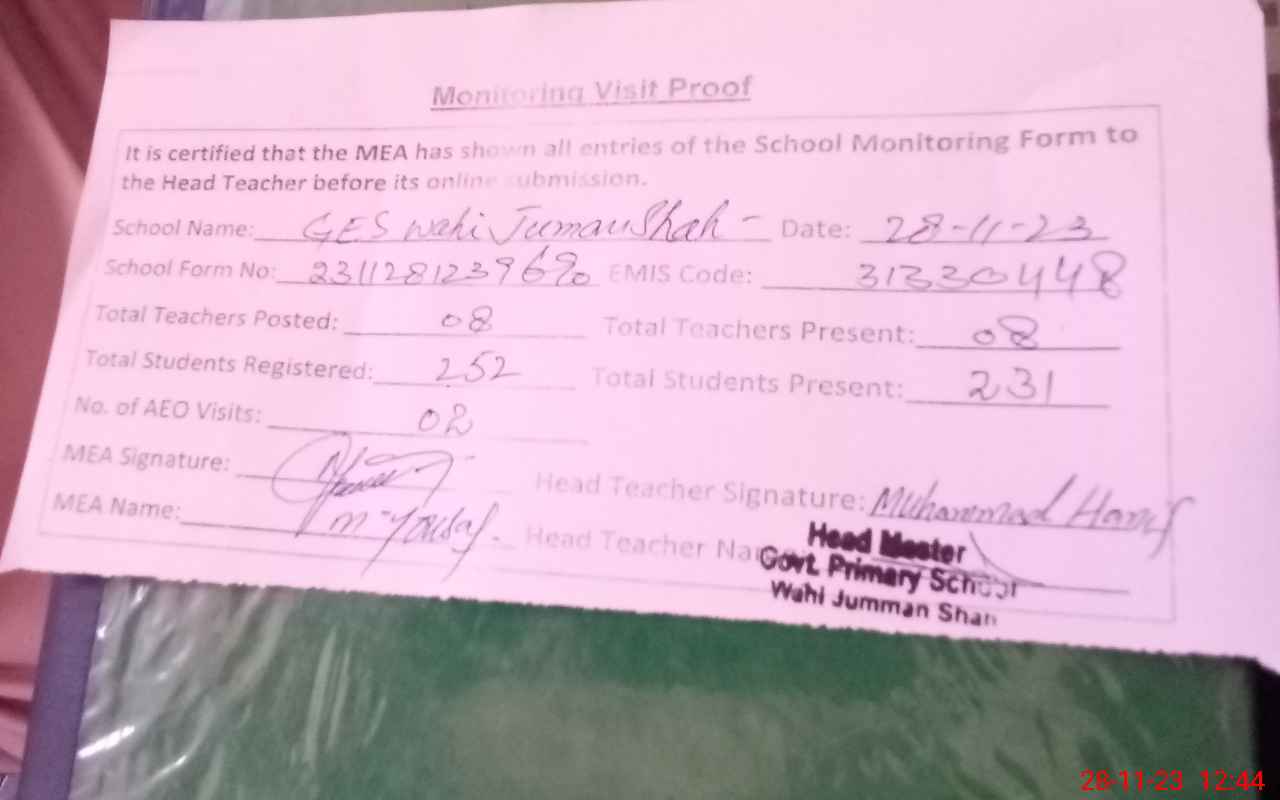 Monitoring Visit Proof
It is certified that the MEA has shown all entries of the School Monitoring Form to
the Head Teacher before its online submission.
School Name: GES Wahi Juman Shah - Date: 28-11-23
School Form No: 231128123969o EMIS Code: 31330448
Total Teachers Posted: 08 Total Teachers Present: 08
Total Students Registered: 252 Total Students Present: 231
No. of AEO Visits: 02
MEA Signature: Head Teacher Signature: Muhammad Hanif
MEA Name: M-Yousaf. Head Teacher Name
Head Master
Govt. Primary School
Wahi Jumman Shah
28-11-23 12:44